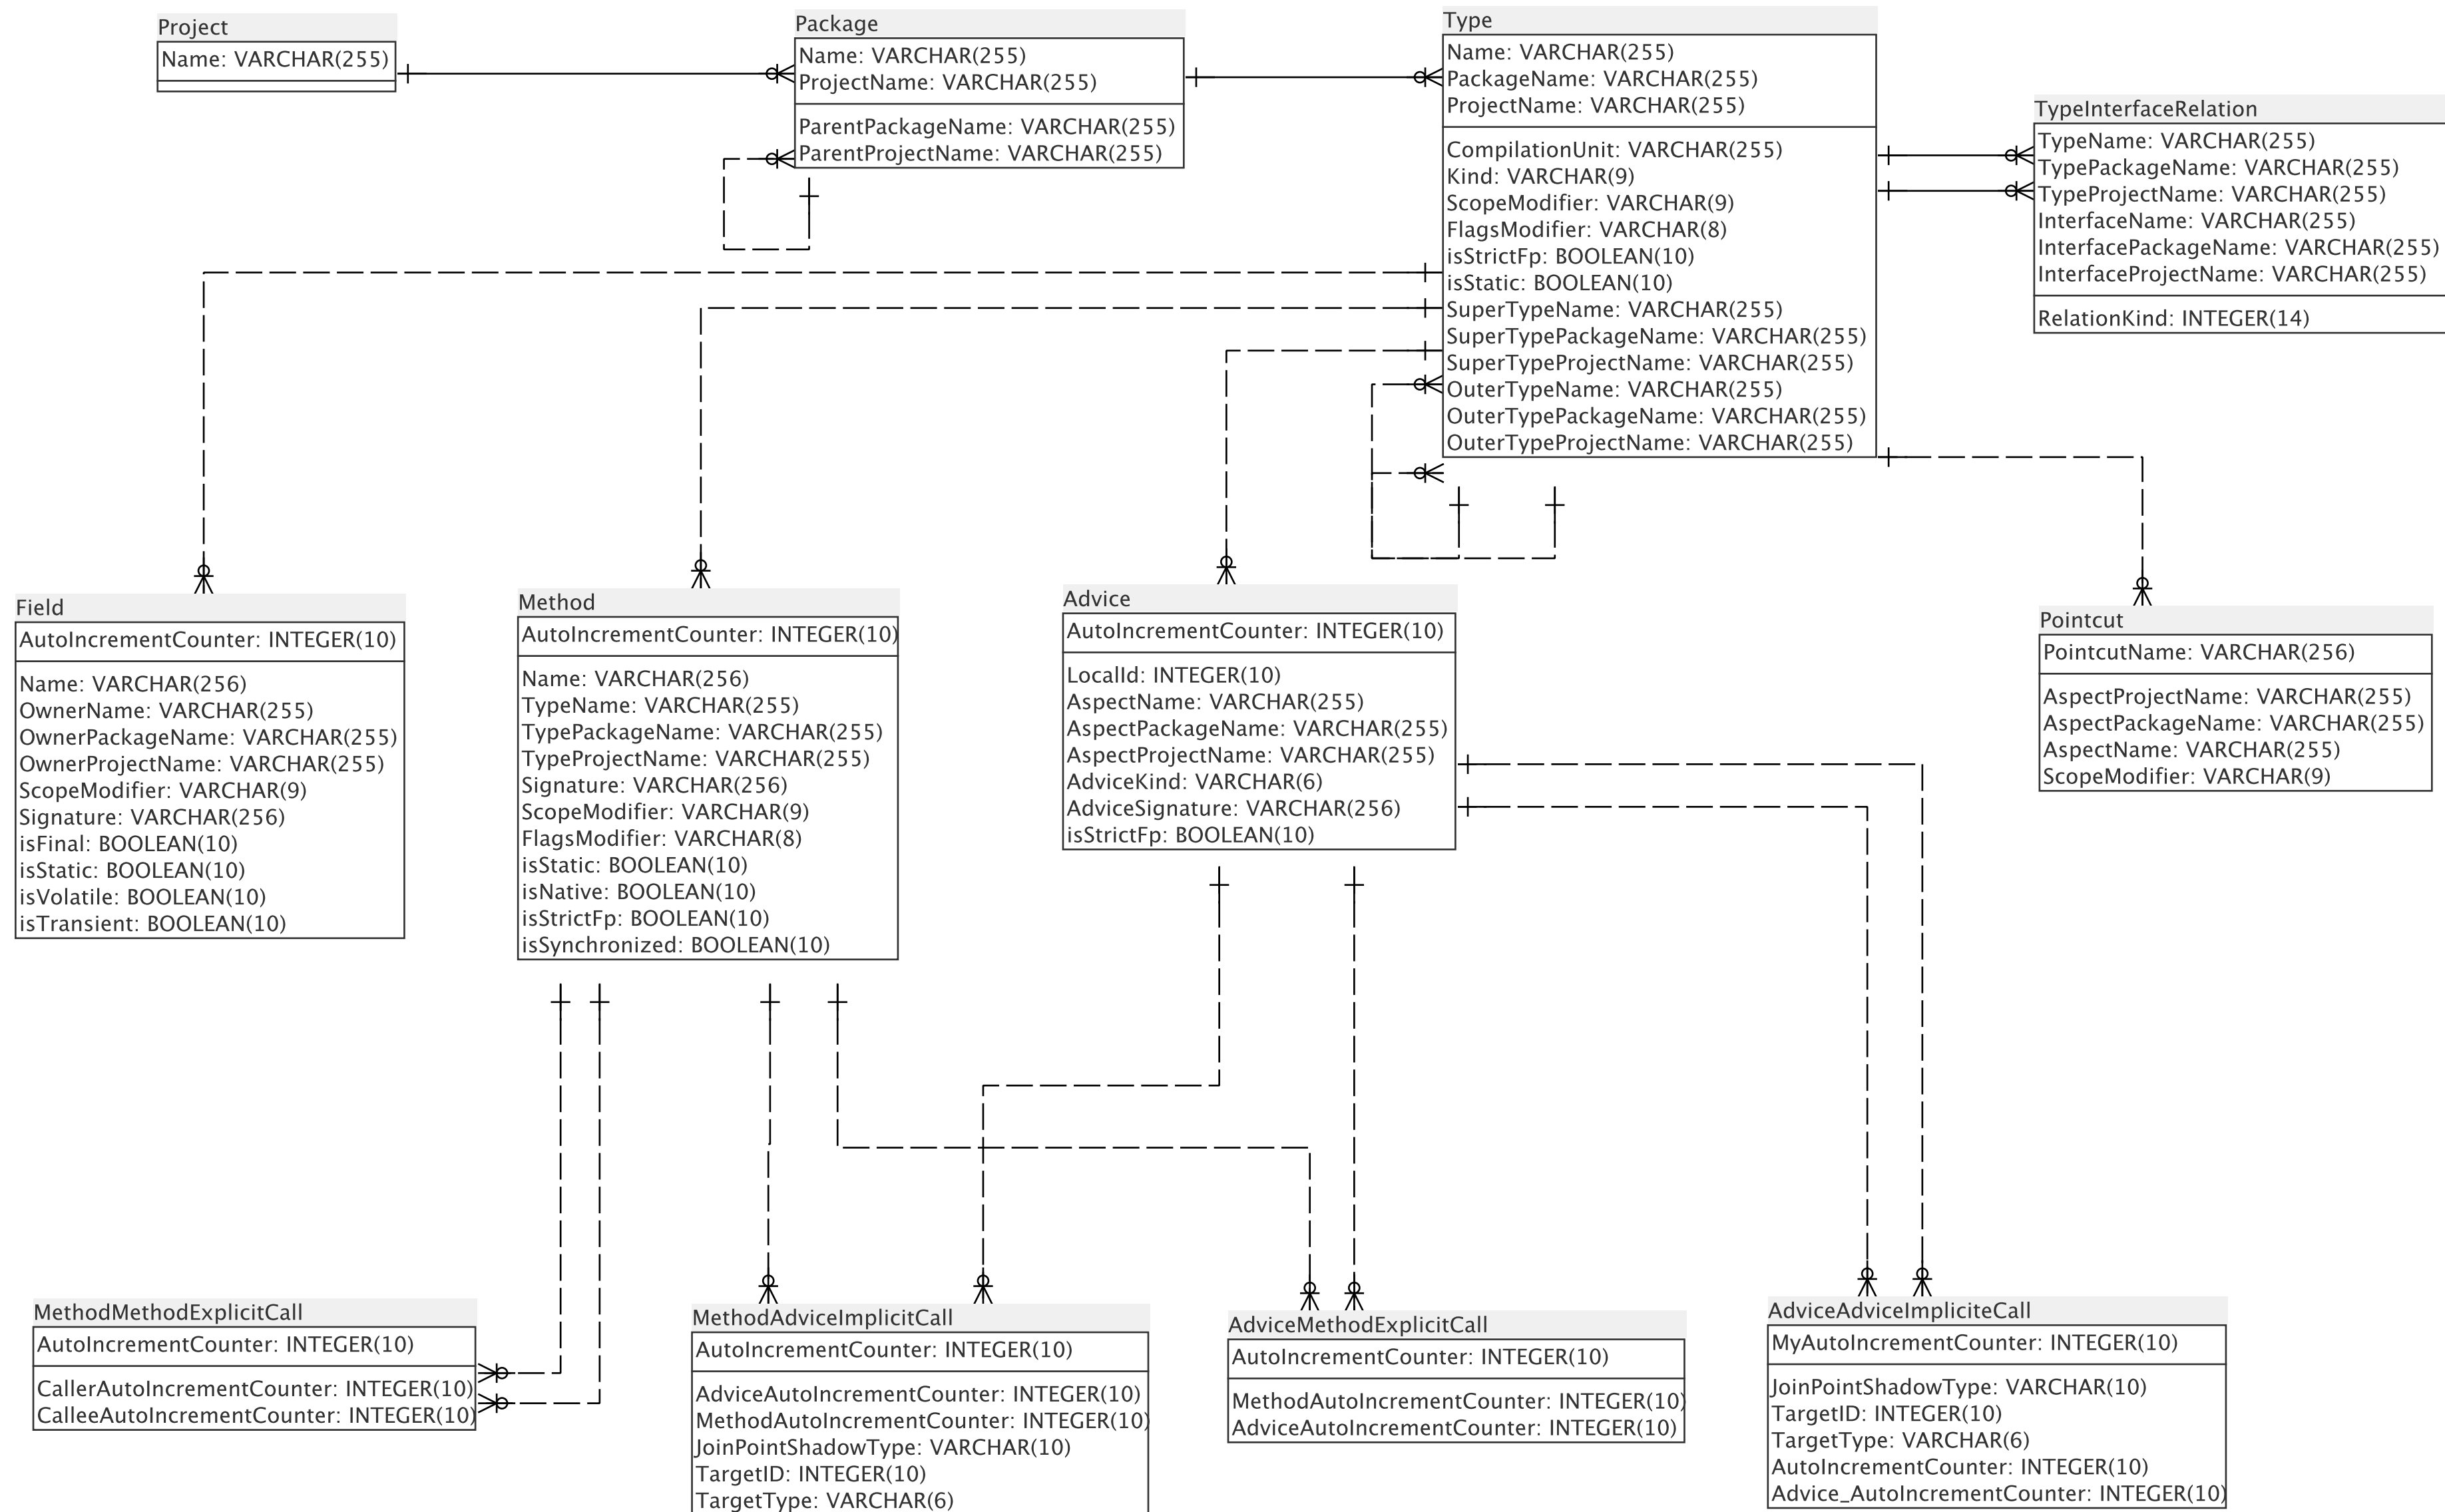 Project
Name: VARCHAR(255)
Package
Name: VARCHAR(255)
ProjectName: VARCHAR(255)
ParentPackageName: VARCHAR(255)
ParentProjectName: VARCHAR(255)
Type
Name: VARCHAR(255)
PackageName: VARCHAR(255)
ProjectName: VARCHAR(255)
CompilationUnit: VARCHAR(255)
Kind: VARCHAR(9)
ScopeModifier: VARCHAR(9)
FlagsModifier: VARCHAR(8)
isStrictFp: BOOLEAN(10)
isStatic: BOOLEAN(10)
SuperTypeName: VARCHAR(255)
SuperTypePackageName: VARCHAR(255)
SuperTypeProjectName: VARCHAR(255)
OuterTypeName: VARCHAR(255)
OuterTypePackageName: VARCHAR(255)
OuterTypeProjectName: VARCHAR(255)
TypeInterfaceRelation
TypeName: VARCHAR(255)
TypePackageName: VARCHAR(255)
TypeProjectName: VARCHAR(255)
InterfaceName: VARCHAR(255)
InterfacePackageName: VARCHAR(255)
InterfaceProjectName: VARCHAR(255)
RelationKind: INTEGER(14)
Field
AutoIncrementCounter: INTEGER(10)
Name: VARCHAR(256)
OwnerName: VARCHAR(255)
OwnerPackageName: VARCHAR(255)
OwnerProjectName: VARCHAR(255)
ScopeModifier: VARCHAR(9)
Signature: VARCHAR(256)
isFinal: BOOLEAN(10)
isStatic: BOOLEAN(10)
isVolatile: BOOLEAN(10)
isTransient: BOOLEAN(10)
Method
AutoIncrementCounter: INTEGER(10)
Name: VARCHAR(256)
TypeName: VARCHAR(255)
TypePackageName: VARCHAR(255)
TypeProjectName: VARCHAR(255)
Signature: VARCHAR(256)
ScopeModifier: VARCHAR(9)
FlagsModifier: VARCHAR(8)
isStatic: BOOLEAN(10)
isNative: BOOLEAN(10)
isStrictFp: BOOLEAN(10)
isSynchronized: BOOLEAN(10)
Advice
AutoIncrementCounter: INTEGER(10)
LocalId: INTEGER(10)
AspectName: VARCHAR(255)
AspectPackageName: VARCHAR(255)
AspectProjectName: VARCHAR(255)
AdviceKind: VARCHAR(6)
AdviceSignature: VARCHAR(256)
isStrictFp: BOOLEAN(10)
Pointcut
PointcutName: VARCHAR(256)
AspectProjectName: VARCHAR(255)
AspectPackageName: VARCHAR(255)
AspectName: VARCHAR(255)
ScopeModifier: VARCHAR(9)
MethodMethodExplicitCall
AutoIncrementCounter: INTEGER(10)
CallerAutoIncrementCounter: INTEGER(10)
CalleeAutoIncrementCounter: INTEGER(10)
MethodAdviceImplicitCall
AutoIncrementCounter: INTEGER(10)
AdviceAutoIncrementCounter: INTEGER(10)
MethodAutoIncrementCounter: INTEGER(10)
JoinPointShadowType: VARCHAR(10)
TargetID: INTEGER(10)
TargetType: VARCHAR(6)
AdviceMethodExplicitCall
AutoIncrementCounter: INTEGER(10)
MethodAutoIncrementCounter: INTEGER(10)
AdviceAutoIncrementCounter: INTEGER(10)
AdviceAdviceImpliciteCall
MyAutoIncrementCounter: INTEGER(10)
JoinPointShadowType: VARCHAR(10)
TargetID: INTEGER(10)
TargetType: VARCHAR(6)
AutoIncrementCounter: INTEGER(10)
Advice_AutoIncrementCounter: INTEGER(10)